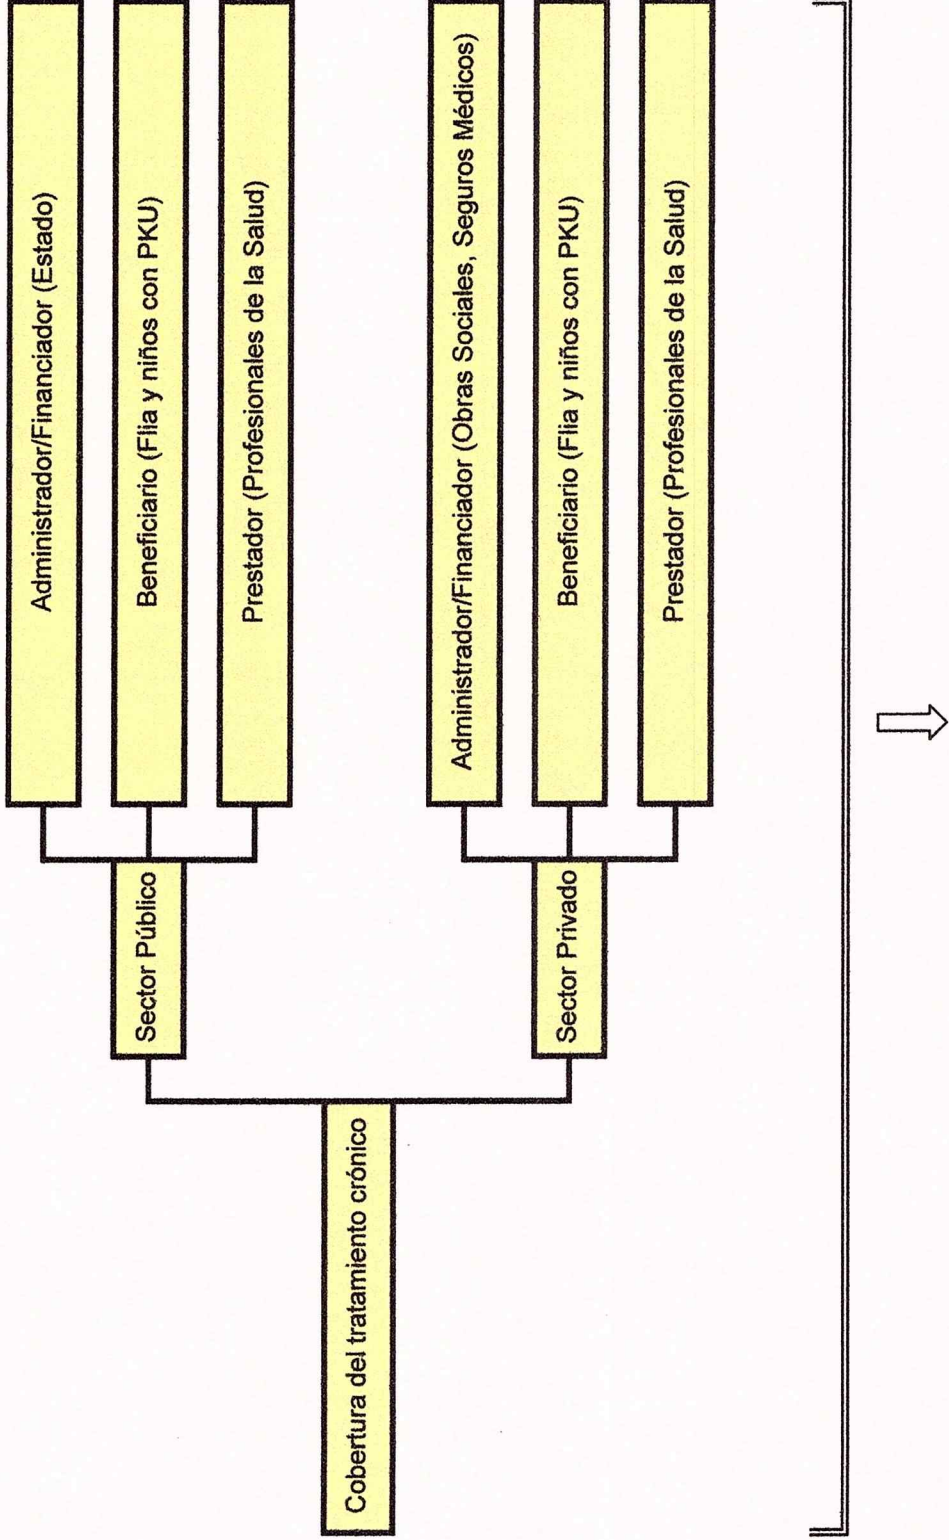 Cobertura del tratamiento crónico
Sector Público
Administrador/Financiador (Estado)
Beneficiario (Flia y niños con PKU)
Prestador (Profesionales de la Salud)
Sector Privado
Administrador/Financiador (Obras Sociales, Seguros Médicos)
Beneficiario (Flia y niños con PKU)
Prestador (Profesionales de la Salud)